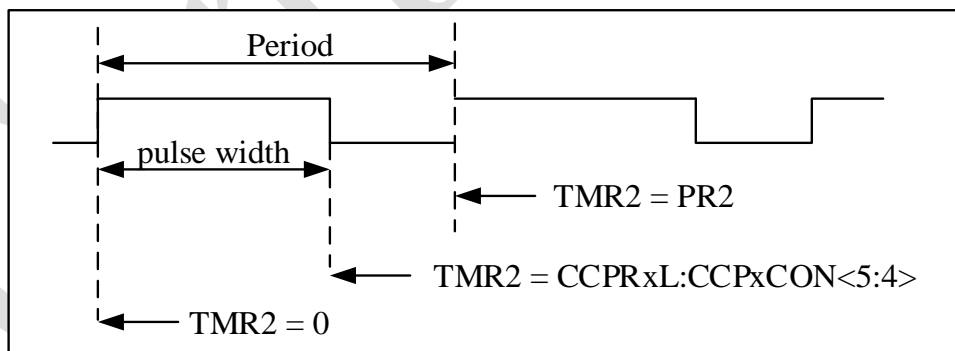 Period
pulse width
TMR2 = PR2
TMR2 = CCPRxL:CCPxCON<5:4>
TMR2 = 0